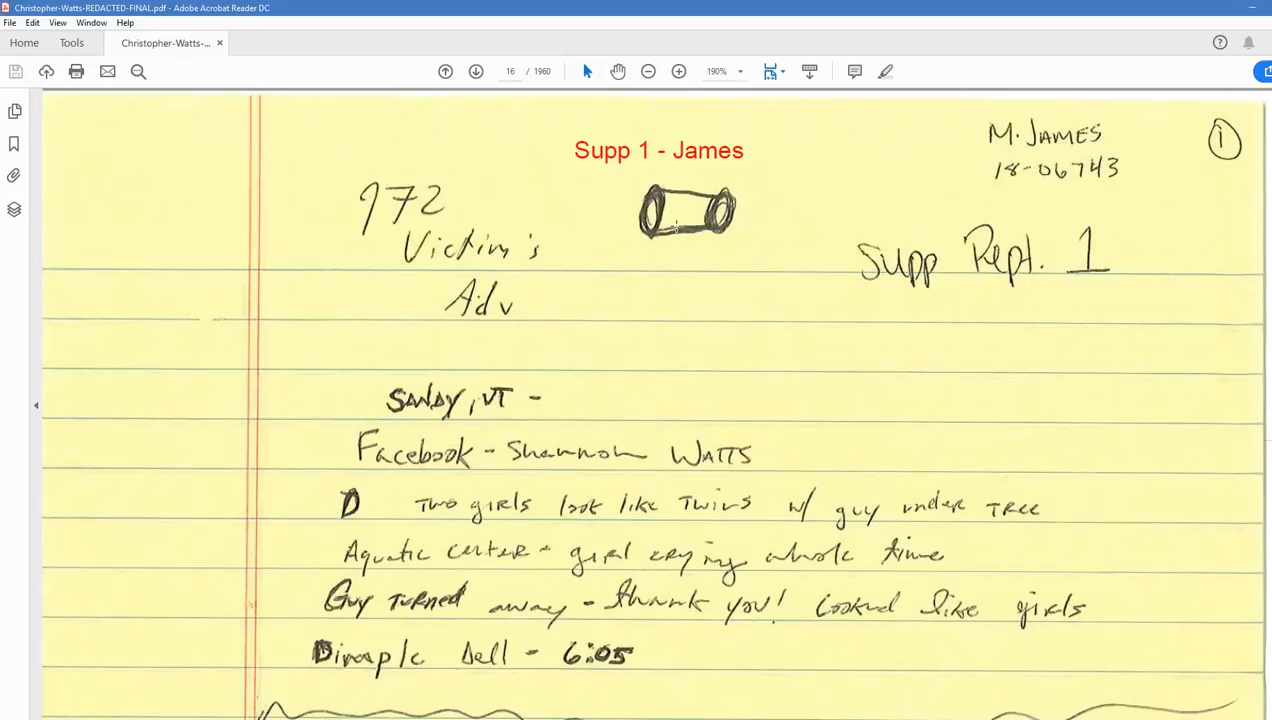 Christopher-Watts-REDACTED-FINAL.pdf - Adobe Acrobat Reader DC
File Edit View Window Help
Home Tools Christopher-Watts-... ×
16 / 1960 190%
Supp 1 - James
M. JAMES
1
18-06743
972
Victim's
Supp Rept. 1
Adv
SANDY, UT -
Facebook - Shannon WATTS
D Two girls look like Twins w/ guy under TREE
Aquatic center - girl crying whole time
Guy TURNED away - thank you! Looked like girls
Dimple Dell - 6:05